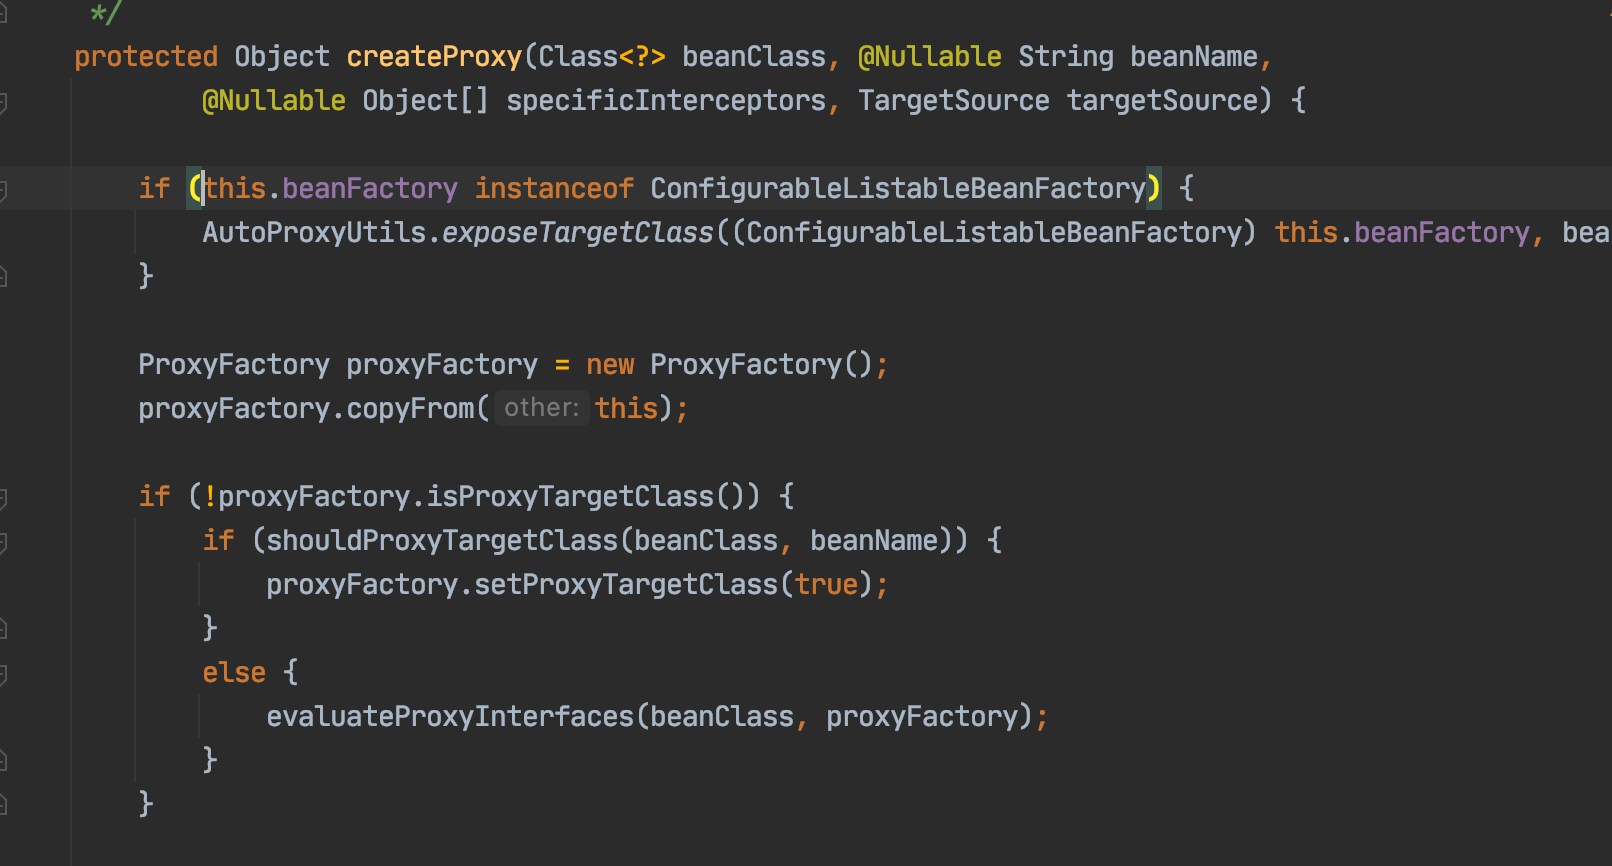 */
protected Object createProxy(Class<?> beanClass, @Nullable String beanName,
@Nullable Object[] specificInterceptors, TargetSource targetSource) {
if (this.beanFactory instanceof ConfigurableListableBeanFactory) {
AutoProxyUtils.exposeTargetClass((ConfigurableListableBeanFactory) this.beanFactory, bea
}
ProxyFactory proxyFactory = new ProxyFactory();
proxyFactory.copyFrom( other: this);
if (!proxyFactory.isProxyTargetClass()) {
if (shouldProxyTargetClass(beanClass, beanName)) {
proxyFactory.setProxyTargetClass(true);
}
else {
evaluateProxyInterfaces(beanClass, proxyFactory);
}
}